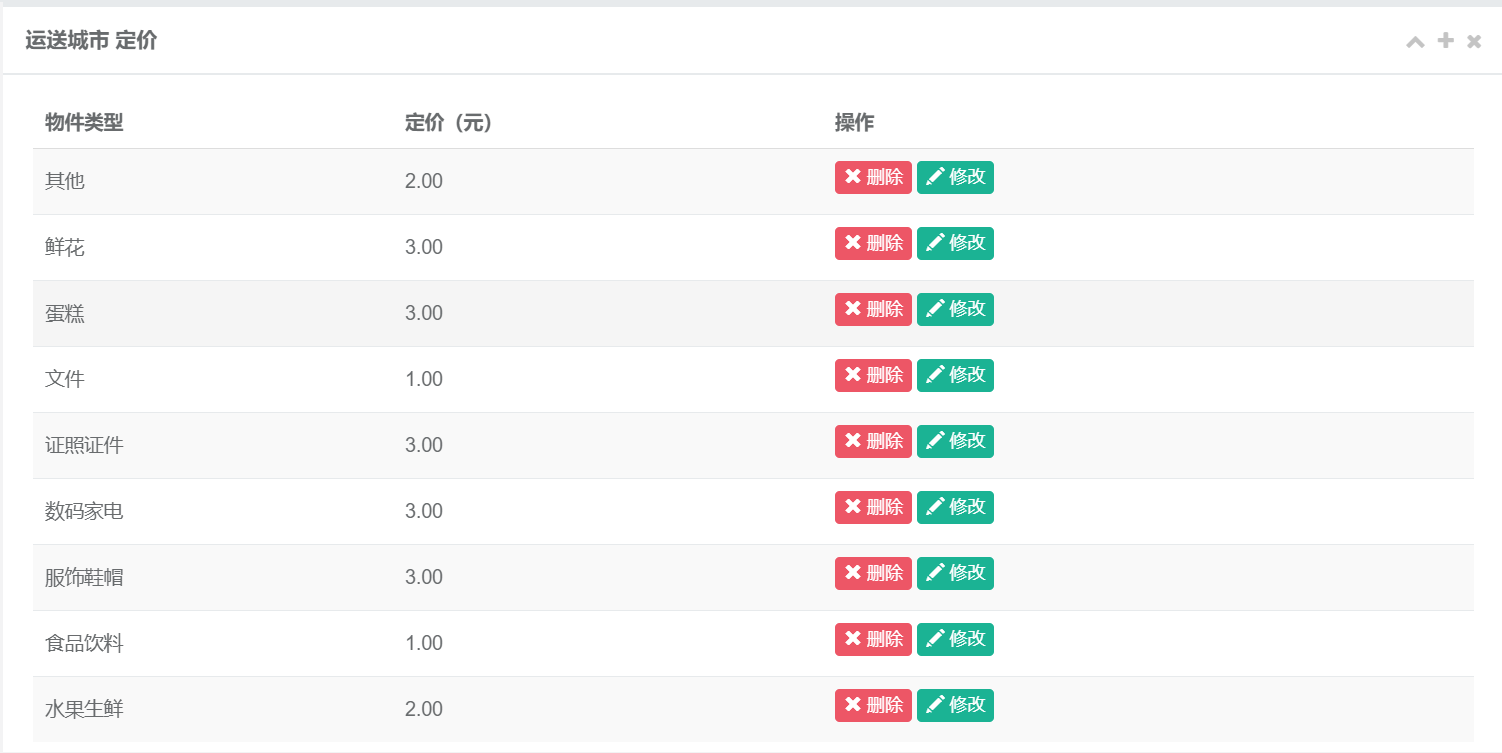 运送城市 定价
物件类型 定价（元） 操作
其他 2.00 删除 修改
鲜花 3.00 删除 修改
蛋糕 3.00 删除 修改
文件 1.00 删除 修改
证照证件 3.00 删除 修改
数码家电 3.00 删除 修改
服饰鞋帽 3.00 删除 修改
食品饮料 1.00 删除 修改
水果生鲜 2.00 删除 修改